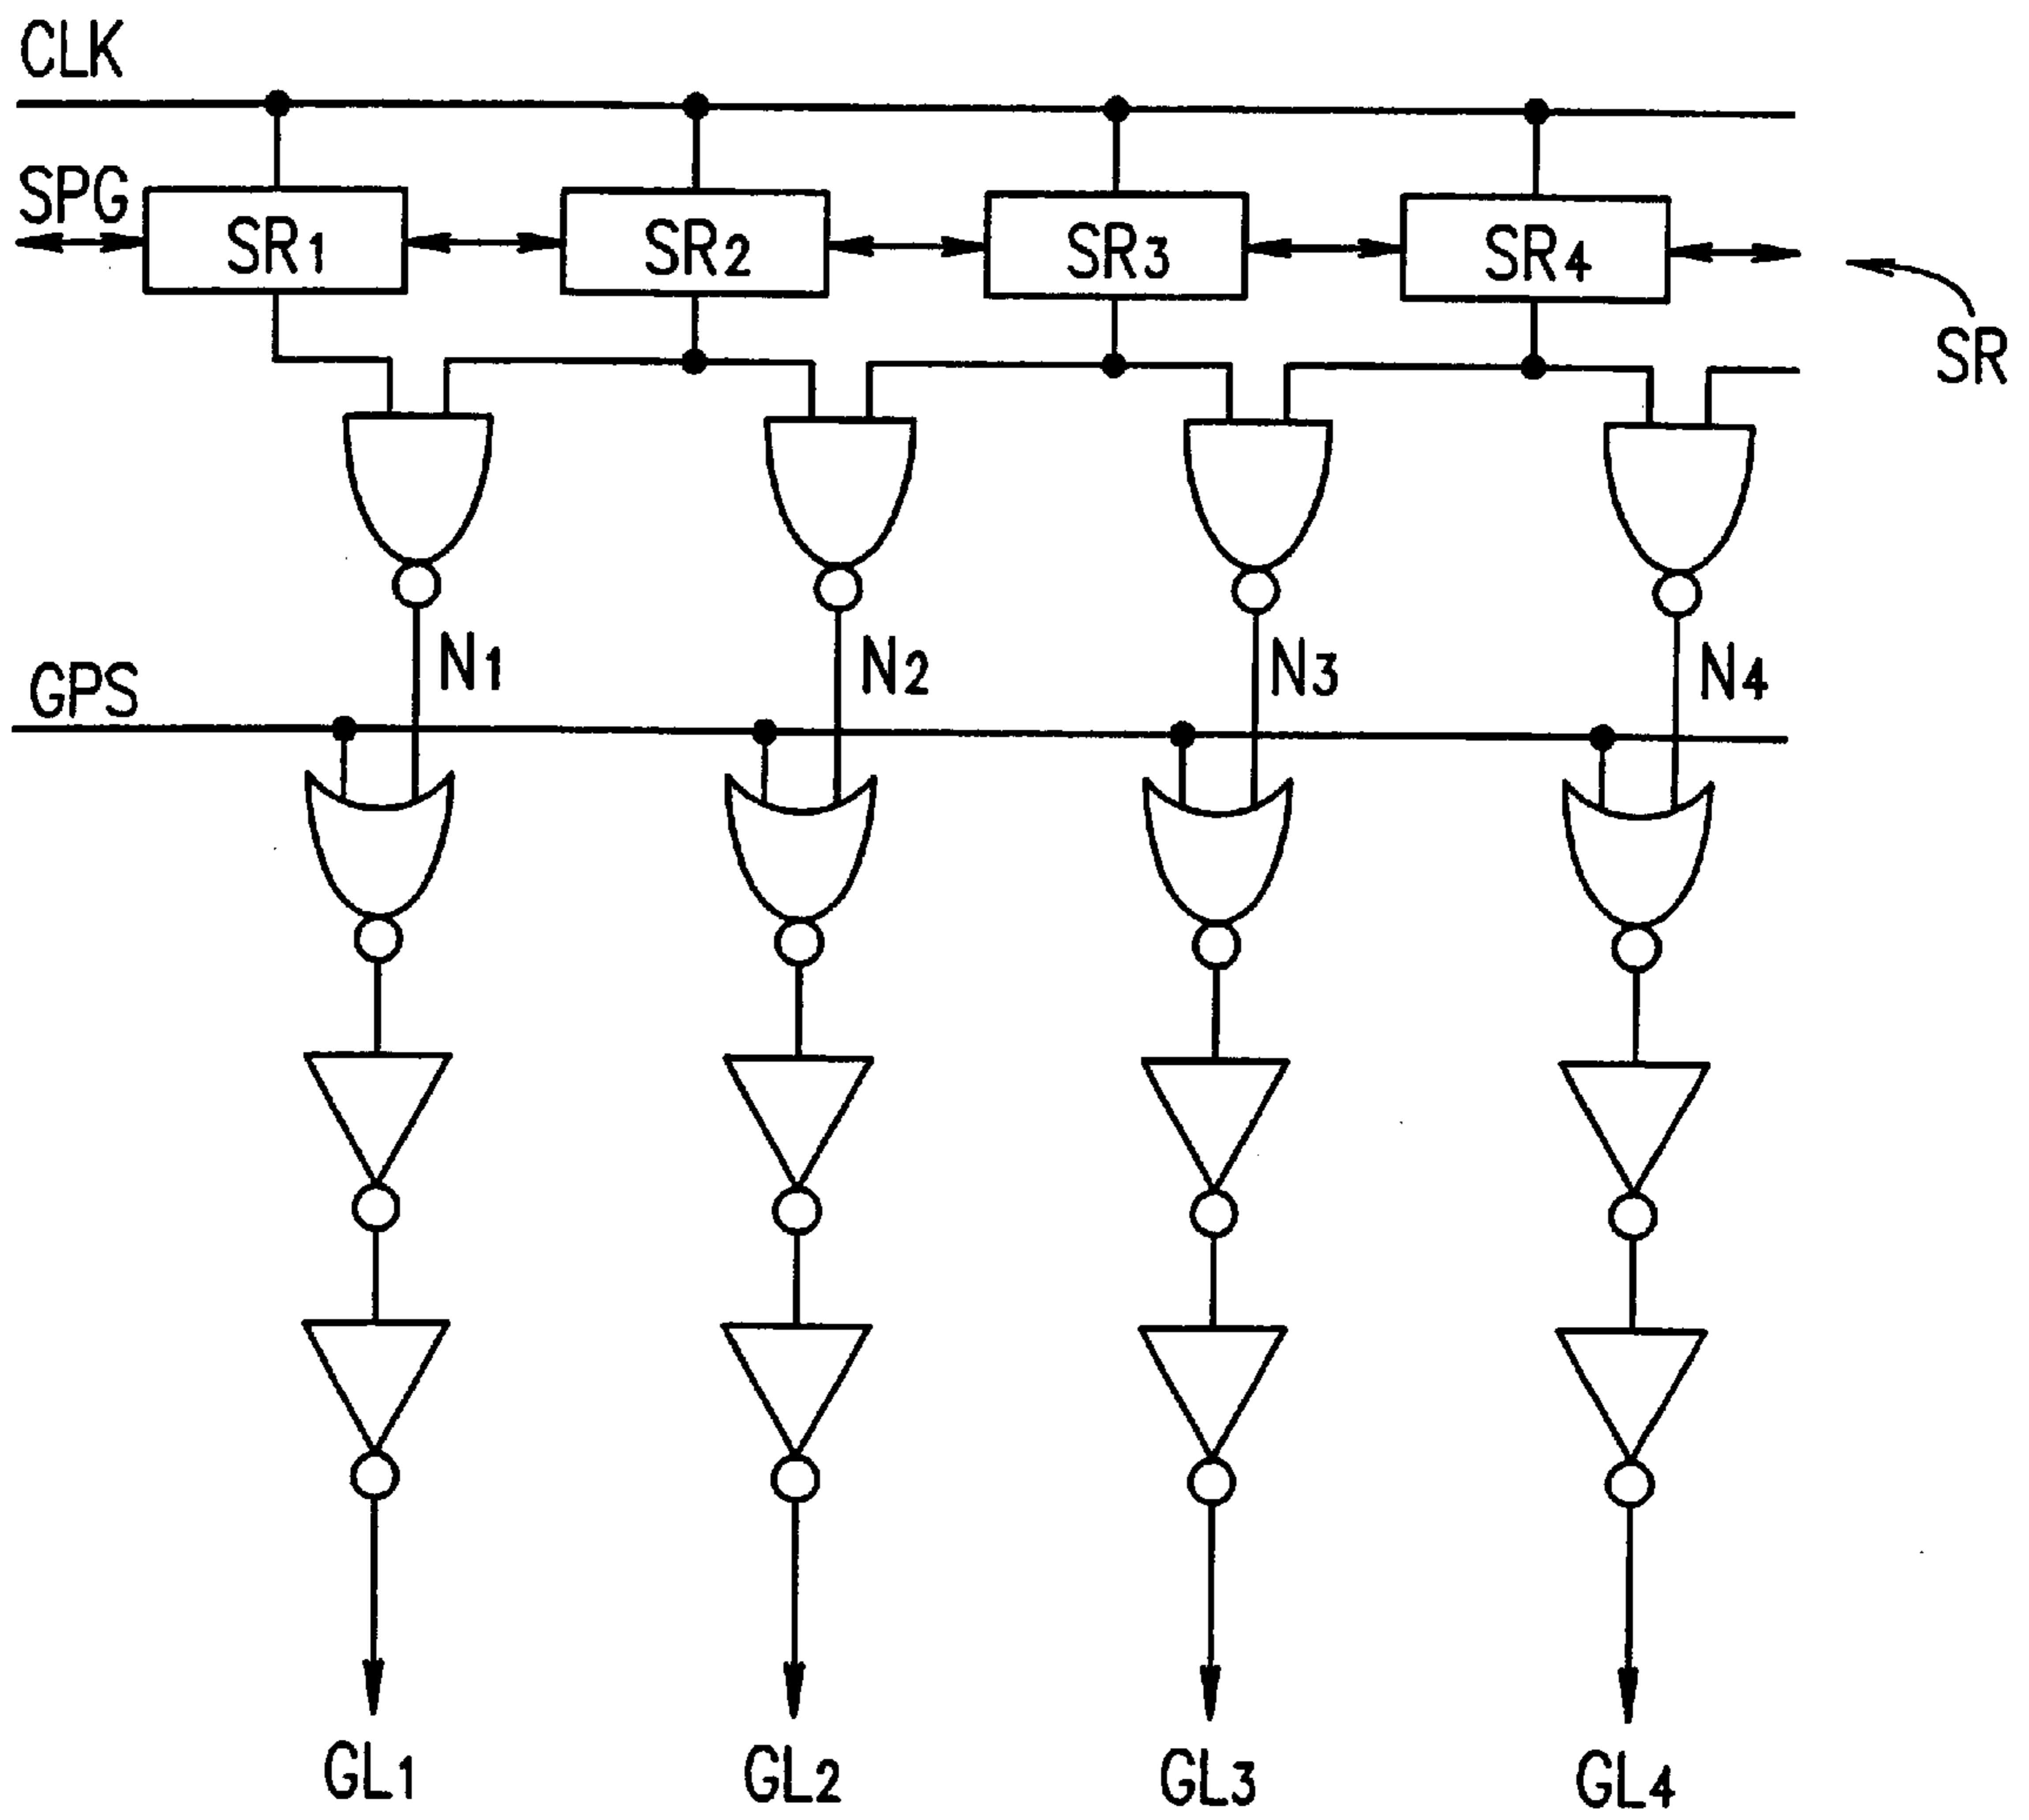 CLK
SPG
SR1 SR2 SR3 SR4
SR
N1 N2 N3 N4
GPS
GL1 GL2 GL3 GL4